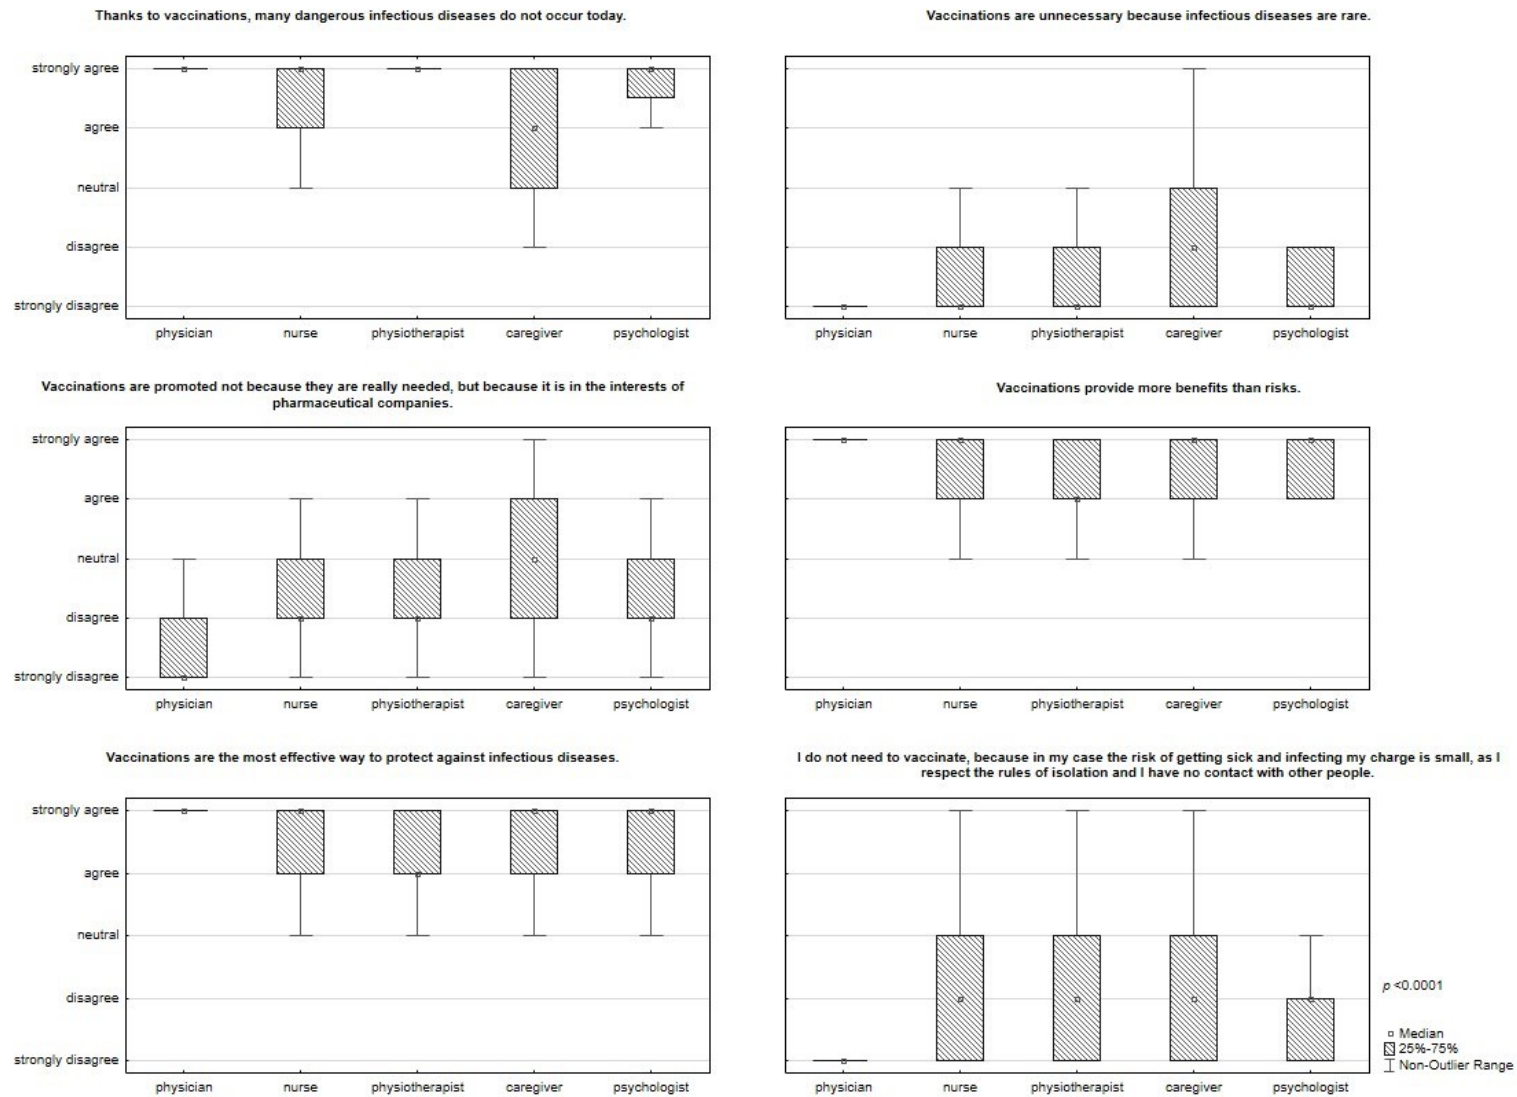 Thanks to vaccinations, many dangerous infectious diseases do not occur today.
strongly agree
agree
neutral
disagree
strongly disagree
physician nurse physiotherapist caregiver psychologist
Vaccinations are unnecessary because infectious diseases are rare.
physician nurse physiotherapist caregiver psychologist
Vaccinations are promoted not because they are really needed, but because it is in the interests of
pharmaceutical companies.
strongly agree
agree
neutral
disagree
strongly disagree
physician nurse physiotherapist caregiver psychologist
Vaccinations provide more benefits than risks.
physician nurse physiotherapist caregiver psychologist
Vaccinations are the most effective way to protect against infectious diseases.
strongly agree
agree
neutral
disagree
strongly disagree
physician nurse physiotherapist caregiver psychologist
I do not need to vaccinate, because in my case the risk of getting sick and infecting my charge is small, as I
respect the rules of isolation and I have no contact with other people.
physician nurse physiotherapist caregiver psychologist
p <0.0001
Median
25%-75%
Non-Outlier Range